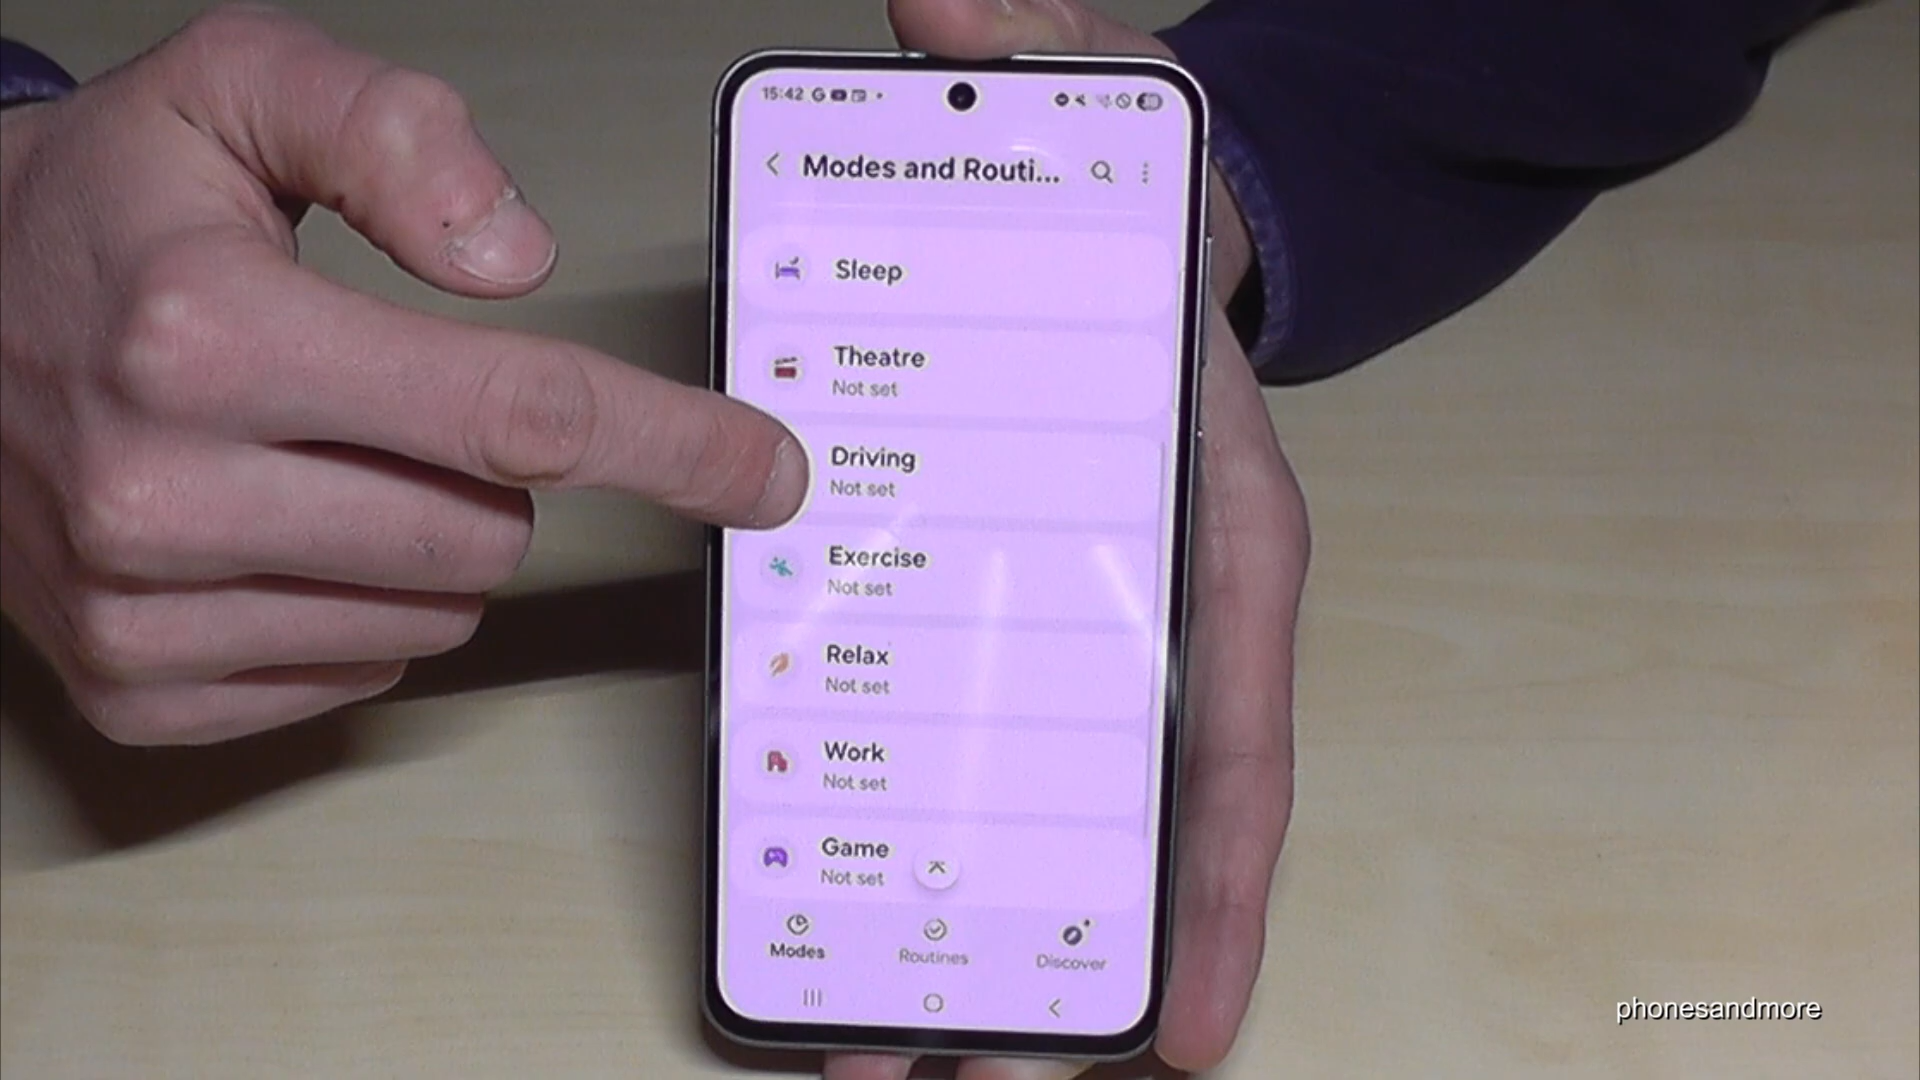 15:42
Modes and Routi...
Sleep
Theatre
Not set
Driving
Not set
Exercise
Not set
Relax
Not set
Work
Not set
Game
Not set
Modes
Routines
Discover
phonesandmore